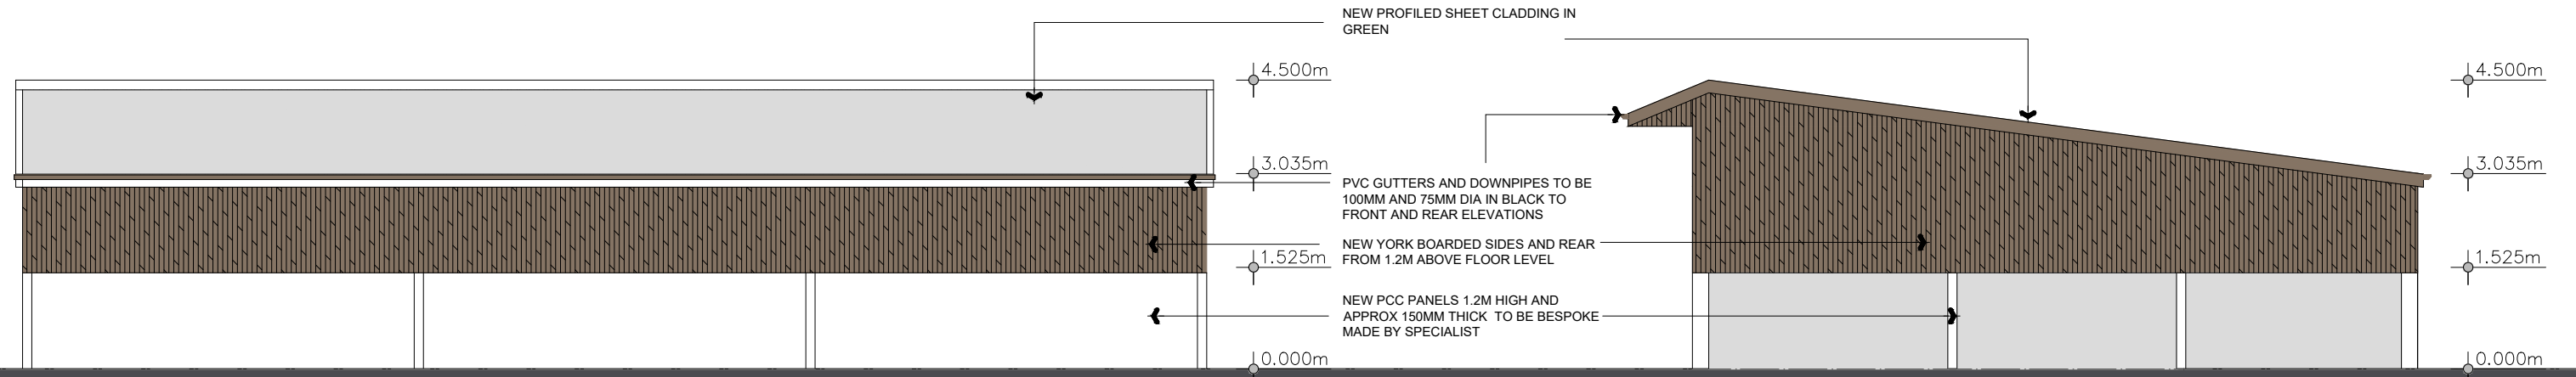 NEW PROFILED SHEET CLADDING IN
GREEN
4.500m
4.500m
3.035m
3.035m
PVC GUTTERS AND DOWNPIPES TO BE
100MM AND 75MM DIA IN BLACK TO
FRONT AND REAR ELEVATIONS
NEW YORK BOARDED SIDES AND REAR
FROM 1.2M ABOVE FLOOR LEVEL
1.525m
1.525m
NEW PCC PANELS 1.2M HIGH AND
APPROX 150MM THICK TO BE BESPOKE
MADE BY SPECIALIST
0.000m
0.000m